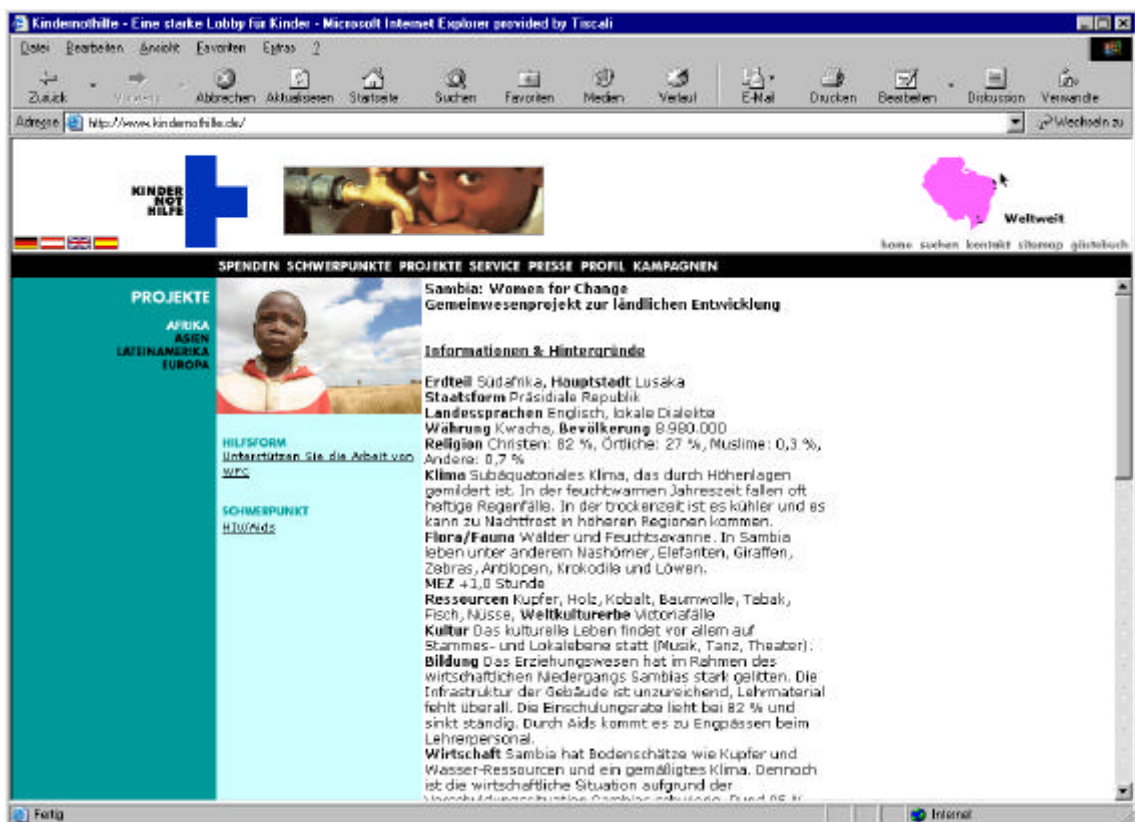 Kindernothilfe - Eine starke Lobby für Kinder - Microsoft Internet Explorer provided by Tiscali
Datei Bearbeiten Ansicht Favoriten Extras ?
Zurück Vorwärts Abbrechen Aktualisieren Startseite Suchen Favoriten Medien Verlauf E-Mail Drucken Bearbeiten Diskussion Verwandte
Adresse http://www.kindernothilfe.de/ Wechseln zu
KINDER
NOT
HILFE
Weltweit
home suchen kontakt sitemap gästebuch
SPENDEN SCHWERPUNKTE PROJEKTE SERVICE PRESSE PROFIL KAMPAGNEN
PROJEKTE
AFRIKA
ASIEN
LATEINAMERIKA
EUROPA
HILFSFORM
Unterstützen Sie die Arbeit von
WFC
SCHWERPUNKT
HIV/Aids
Sambia: Women for Change
Gemeinwesenprojekt zur ländlichen Entwicklung
Informationen & Hintergründe
Erdteil Südafrika, Hauptstadt Lusaka
Staatsform Präsidiale Republik
Landessprachen Englisch, lokale Dialekte
Währung Kwacha, Bevölkerung 8.980.000
Religion Christen: 82 %, Örtliche: 27 %, Muslime: 0,3 %,
Andere: 0,7 %
Klima Subäquatoriales Klima, das durch Höhenlagen
gemildert ist. In der feuchtwarmen Jahreszeit fallen oft
heftige Regenfälle. In der trockenzeit ist es kühler und es
kann zu Nachtfrost in höheren Regionen kommen.
Flora/Fauna Wälder und Feuchtsavanne. In Sambia
leben unter anderem Nashörner, Elefanten, Giraffen,
Zebras, Antilopen, Krokodile und Löwen.
MEZ +1,0 Stunde
Ressourcen Kupfer, Holz, Kobalt, Baumwolle, Tabak,
Fisch, Nüsse, Weltkulturerbe Victoriafälle
Kultur Das kulturelle Leben findet vor allem auf
Stammes- und Lokalebene statt (Musik, Tanz, Theater).
Bildung Das Erziehungswesen hat im Rahmen des
wirtschaftlichen Niedergangs Sambias stark gelitten. Die
Infrastruktur der Gebäude ist unzureichend, Lehrmaterial
fehlt überall. Die Einschulungsrate lieht bei 82 % und
sinkt ständig. Durch Aids kommt es zu Engpässen beim
Lehrerpersonal.
Wirtschaft Sambia hat Bodenschätze wie Kupfer und
Wasser-Ressourcen und ein gemäßigtes Klima. Dennoch
ist die wirtschaftliche Situation aufgrund der
Fertig Internet